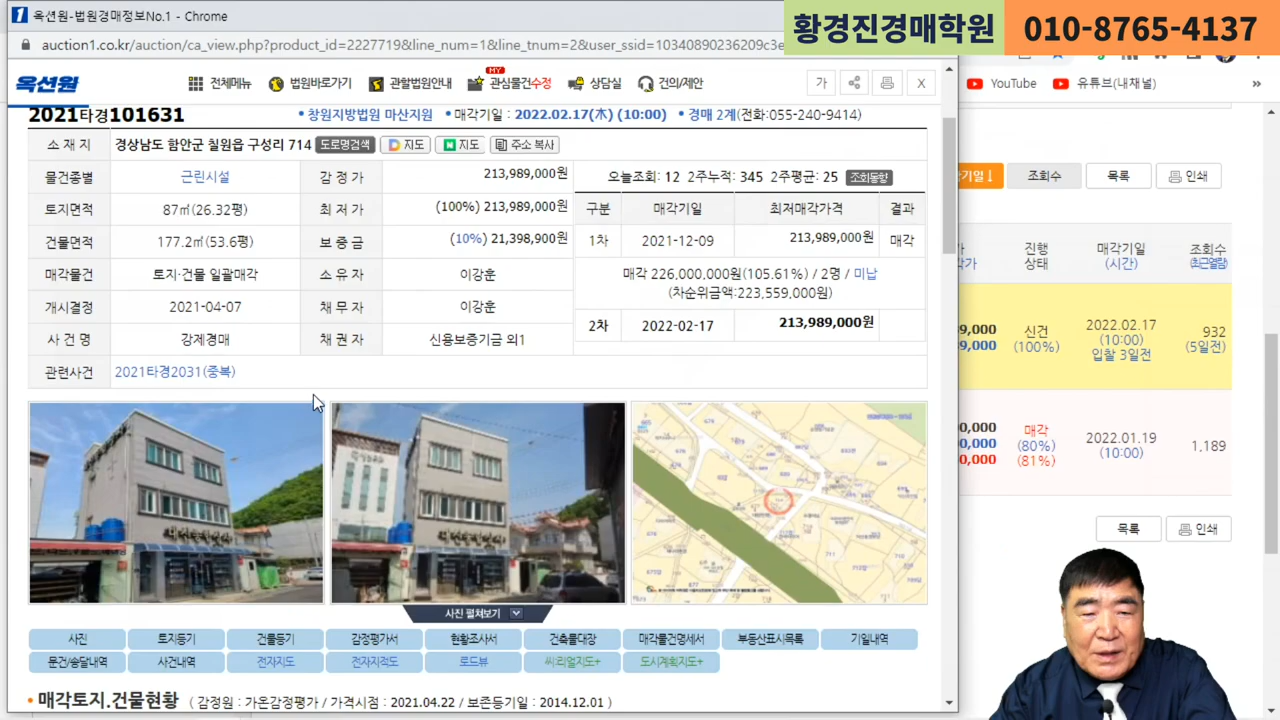 옥션원-법원경매정보No.1 - Chrome
황경진경매학원 010-8765-4137
auction1.co.kr/auction/ca_view.php?product_id=2227719&line_num=1&line_tnum=2&user_ssid=10340890236209c3e
옥션원 전체메뉴 법원바로가기 관할법원안내 MY 관심물건수정 상담실 건의/제안 가 X
YouTube 유튜브(내채널) »
2021타경101631 • 창원지방법원 마산지원 • 매각기일 : 2022.02.17(木) (10:00) • 경매 2계(전화:055-240-9414)
소 재 지 경상남도 함안군 칠원읍 구성리 714 도로명검색 D 지도 N 지도 주소 복사
물건종별 근린시설 감 정 가 213,989,000원 오늘조회: 12 2주누적: 345 2주평균: 25 조회동향
기일↓ 조회수 목록 인쇄
토지면적 87㎡(26.32평) 최 저 가 (100%) 213,989,000원 구분 매각기일 최저매각가격 결과
건물면적 177.2㎡(53.6평) 보 증 금 (10%) 21,398,900원 1차 2021-12-09 213,989,000원 매각
매각물건 토지·건물 일괄매각 소 유 자 이강훈 매각 226,000,000원(105.61%) / 2명 / 미납
개시결정 2021-04-07 채 무 자 이강훈 (차순위금액:223,559,000원)
사 건 명 강제경매 채 권 자 신용보증기금 외1 2차 2022-02-17 213,989,000원
관련사건 2021타경2031(중복)
진행
상태
매각기일
(시간)
조회수
(최근열람)
9,000
9,000
신건
(100%)
2022.02.17
(10:00)
입찰 3일전
932
(5일전)
0,000
0,000
0,000
매각
(80%)
(81%)
2022.01.19
(10:00)
1,189
목록 인쇄
사진 펼쳐보기
사진 토지등기 건물등기 감정평가서 현황조사서 건축물대장 매각물건명세서 부동산표시목록 기일내역
문건/송달내역 사건내역 전자지도 전자지적도 로드뷰 씨:리얼지도+ 도시계획지도+
• 매각토지.건물현황 ( 감정원 : 가온감정평가 / 가격시점 : 2021.04.22 / 보존등기일 : 2014.12.01 )